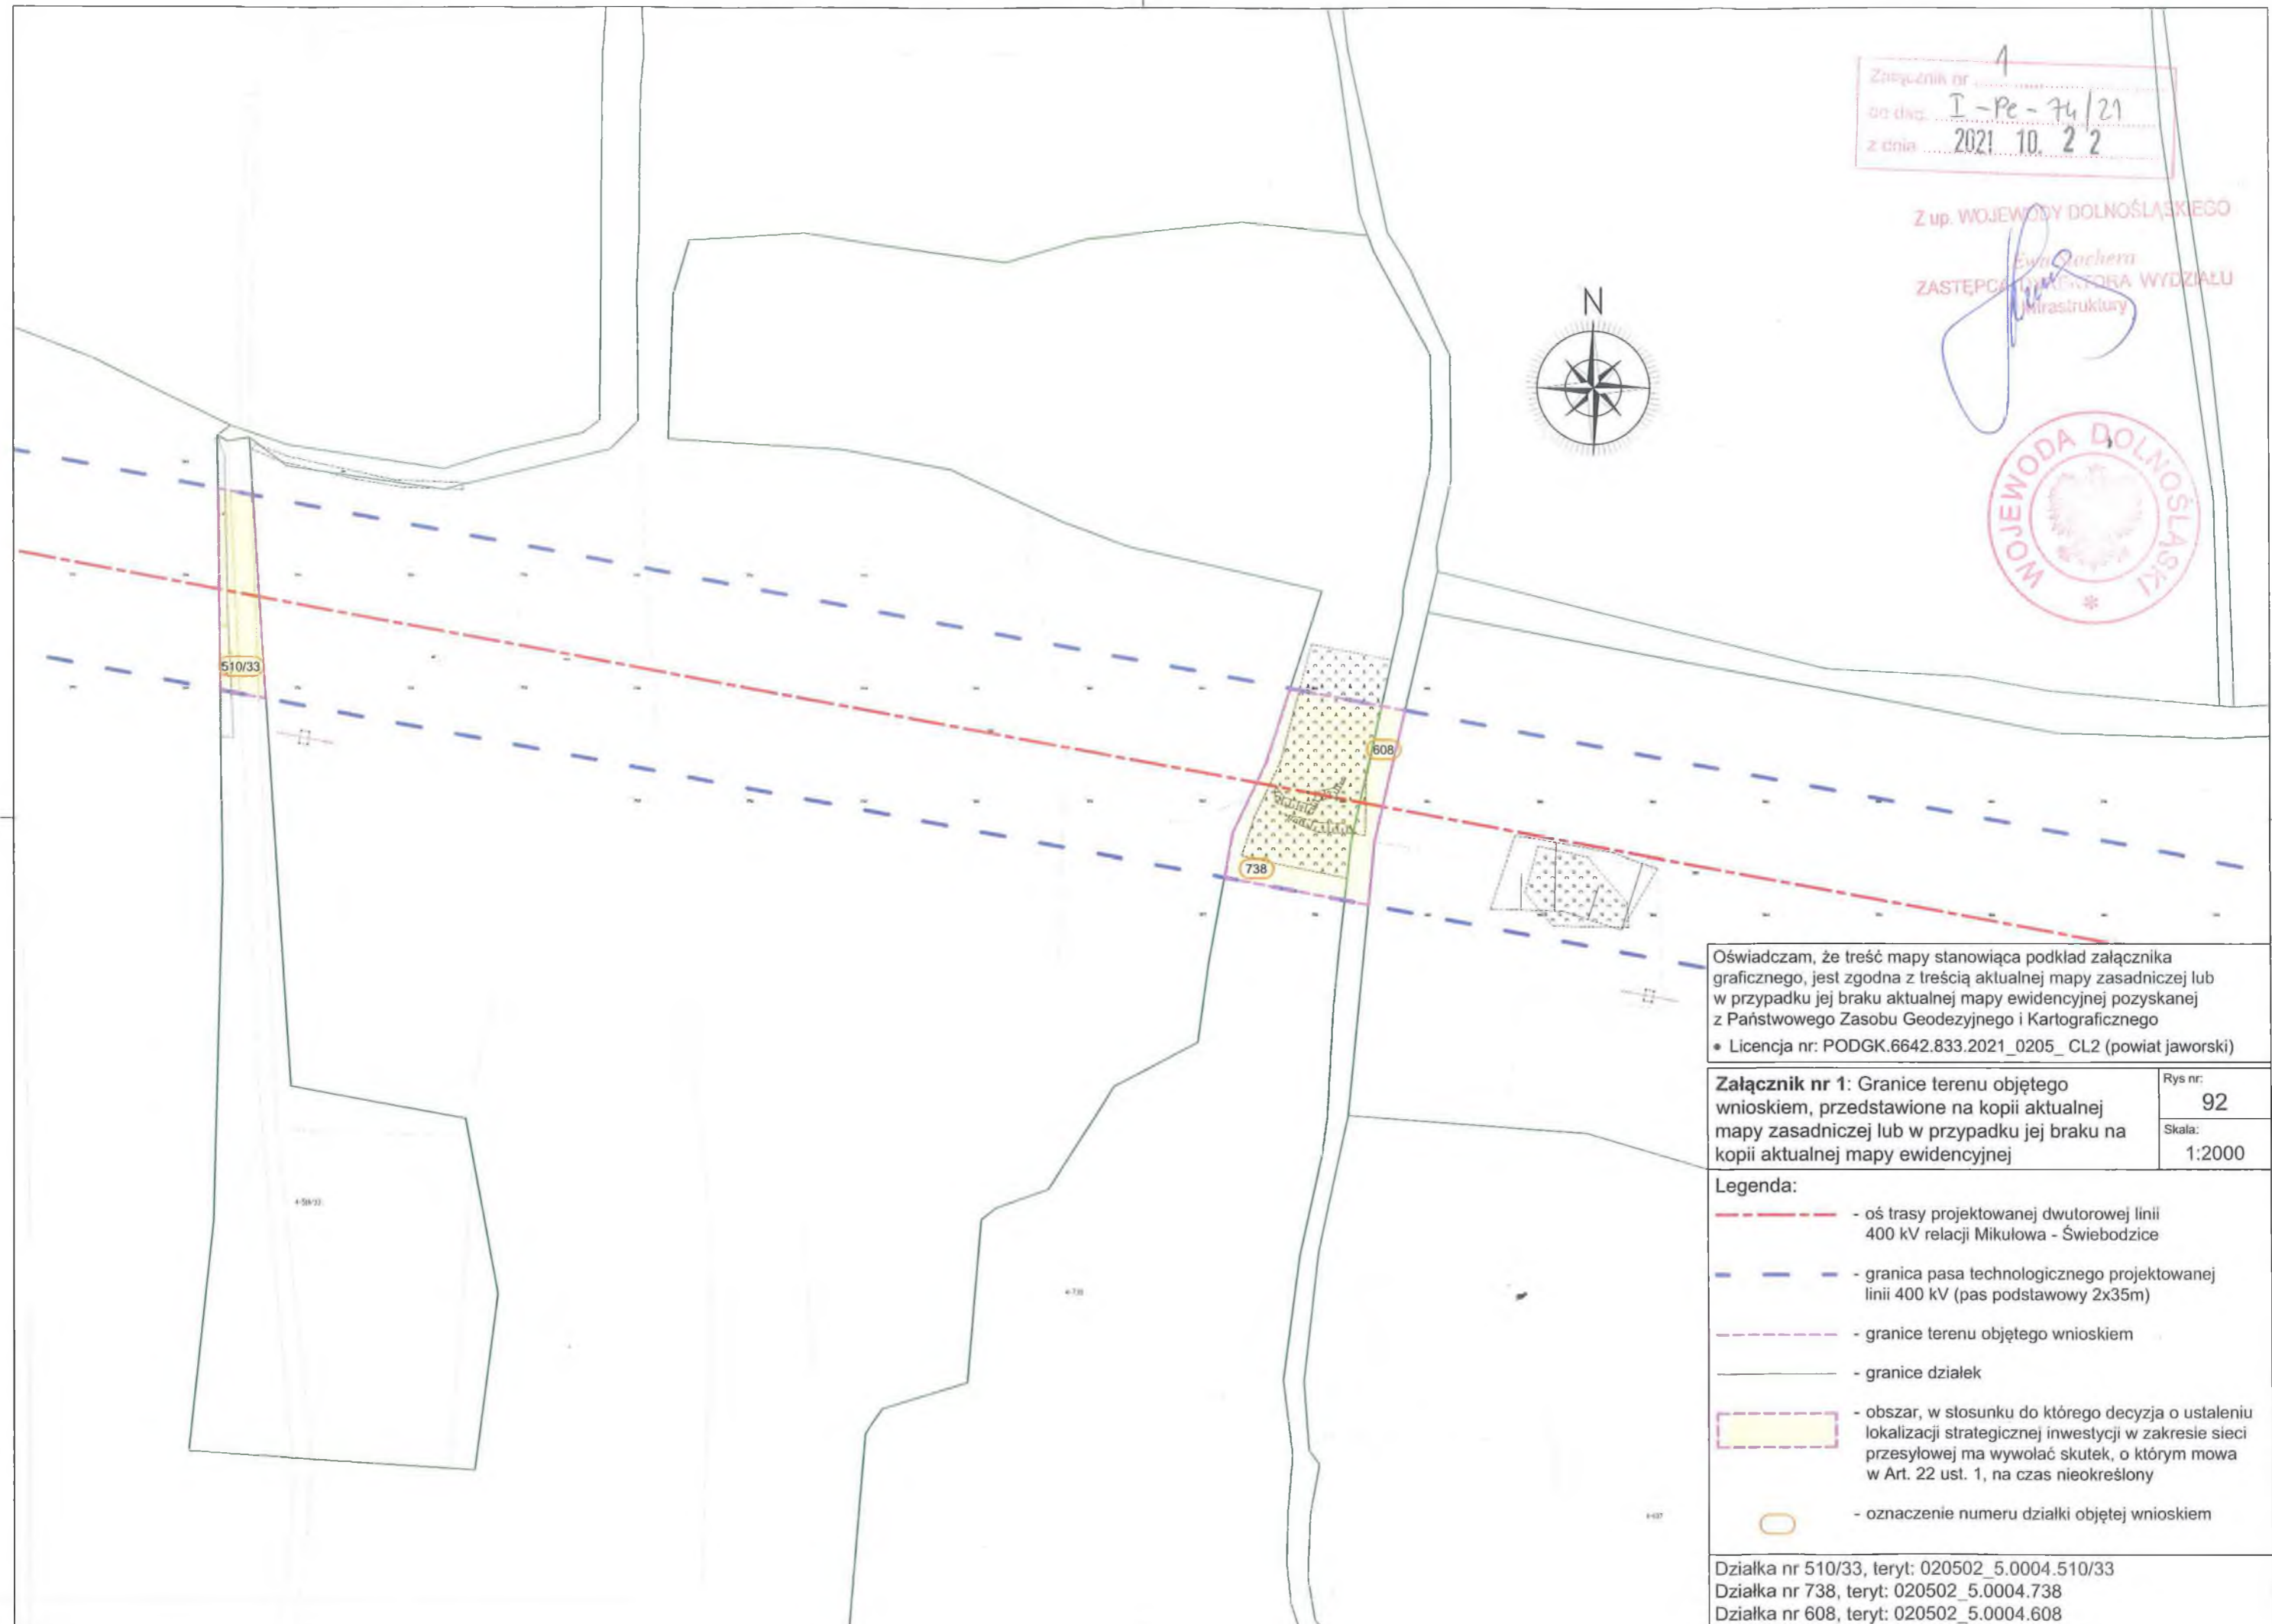 Załącznik nr 1
do dec. I-Pe-74/21
z dnia 2021 10. 22
Z up. WOJEWODY DOLNOŚLĄSKIEGO
Ewa
ZASTĘPCA DYREKTORA WYDZIAŁU
Infrastruktury
N
WOJEWODA DOLNOŚLĄSKI *
510/33
608
738
Oświadczam, że treść mapy stanowiąca podkład załącznika
graficznego, jest zgodna z treścią aktualnej mapy zasadniczej lub
w przypadku jej braku aktualnej mapy ewidencyjnej pozyskanej
z Państwowego Zasobu Geodezyjnego i Kartograficznego
• Licencja nr: PODGK.6642.833.2021_0205_ CL2 (powiat jaworski)
Załącznik nr 1: Granice terenu objętego
wnioskiem, przedstawione na kopii aktualnej
mapy zasadniczej lub w przypadku jej braku na
kopii aktualnej mapy ewidencyjnej
Rys nr:
92
Skala:
1:2000
Legenda:
- oś trasy projektowanej dwutorowej linii
400 kV relacji Mikułowa - Świebodzice
- granica pasa technologicznego projektowanej
linii 400 kV (pas podstawowy 2x35m)
- granice terenu objętego wnioskiem
- granice działek
- obszar, w stosunku do którego decyzja o ustaleniu
lokalizacji strategicznej inwestycji w zakresie sieci
przesyłowej ma wywołać skutek, o którym mowa
w Art. 22 ust. 1, na czas nieokreślony
- oznaczenie numeru działki objętej wnioskiem
Działka nr 510/33, teryt: 020502_5.0004.510/33
Działka nr 738, teryt: 020502_5.0004.738
Działka nr 608, teryt: 020502_5.0004.608